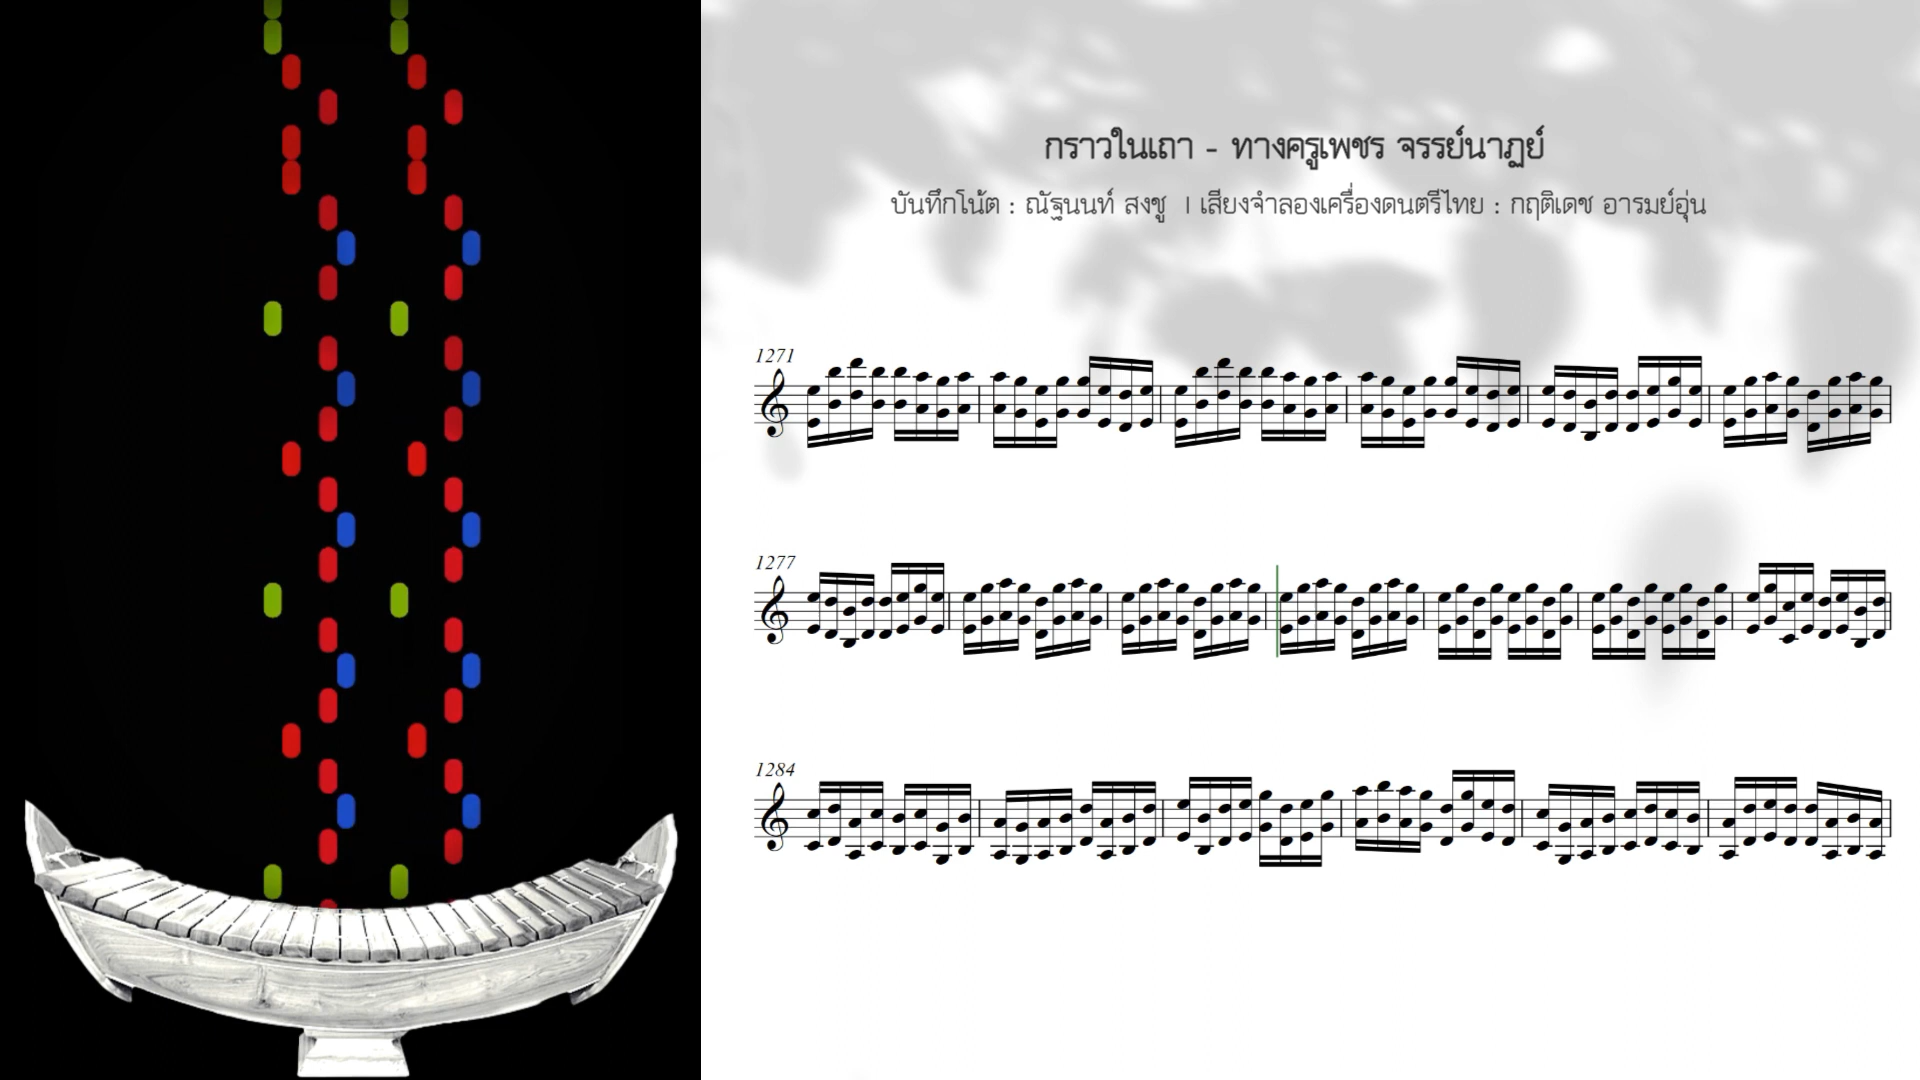 กราวในเถา - ทางครูเพชร จรรย์นาฏย์
บันทึกโน้ต : ณัฐนนท์ สงชู | เสียงจำลองเครื่องดนตรีไทย : กฤติเดช อารมย์อุ่น
1271
1277
1284